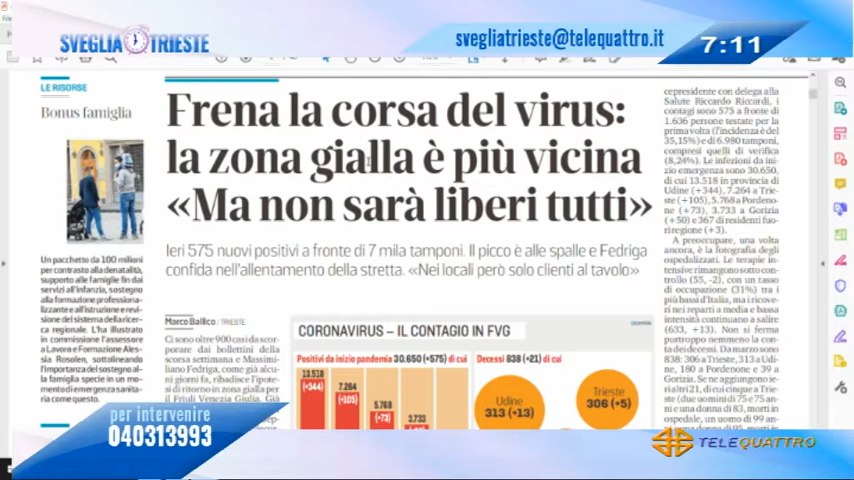 SVEGLIA TRIESTE
svegliatrieste@telequattro.it
7:11
LE RISORSE
Bonus famiglia
Un pacchetto da 100 milioni
per contrasto alla denatalità,
supporto alle famiglie fin dai
servizi all'infanzia, sostegno
alla formazione professiona-
lizzante e all'istruzione e revi-
sione del sistema della ricer-
ca regionale. L'ha illustrato
in commissione l'assessore
a Lavoro e Formazione Ales-
sia Rosolen, sottolineando
l'importanza del sostegno al-
la famiglia specie in un mo-
mento di emergenza sanita-
ria come questo.
Frena la corsa del virus:
la zona gialla è più vicina
«Ma non sarà liberi tutti»
Ieri 575 nuovi positivi a fronte di 7 mila tamponi. Il picco è alle spalle e Fedriga
confida nell'allentamento della stretta. «Nei locali però solo clienti al tavolo»
Marco Ballico / TRIESTE
Ci sono oltre 900 casi da scor-
porare dai bollettini della
scorsa settimana e Massimi-
liano Fedriga, come già alcu-
ni giorni fa, ribadisce l'ipote-
si di ritorno in zona gialla per
il Friuli Venezia Giulia. Già
CORONAVIRUS – IL CONTAGIO IN FVG
Positivi da inizio pandemia 30.650 (+575) di cui
13.518
(+344)
7.264
(+105)
5.768
(+73)
3.733
Decessi 838 (+21) di cui
Udine
313 (+13)
Trieste
306 (+5)
cepresidente con delega alla
Salute Riccardo Riccardi, i
contagi sono 575 a fronte di
1.636 persone testate per la
prima volta (l'incidenza è del
35,15%) e di 6.980 tamponi,
compresi quelli di verifica
(8,24%). Le infezioni da ini-
zio emergenza sono 30.650,
di cui 13.518 in provincia di
Udine (+344), 7.264 a Trie-
ste (+105), 5.768 a Pordeno-
ne (+73), 3.733 a Gorizia
(+50) e 367 di residenti fuo-
ri regione (+3).
A preoccupare, una volta
ancora, è la fotografia degli
ospedalizzati. Le terapie in-
tensive rimangono sotto con-
trollo (55, -2), con un tasso
di occupazione (31%) tra i
più bassi d'Italia, ma i ricove-
ri nei reparti a media e bassa
intensità continuano a salire
(633, +13). Non si ferma
purtroppo nemmeno la con-
ta dei decessi. Da marzo sono
838: 306 a Trieste, 313 a Udi-
ne, 180 a Pordenone e 39 a
Gorizia. Se ne aggiungono ie-
ri altri 21, di cui cinque a Trie-
ste (due uomini di 75 e 75 an-
ni e una donna di 83, morti in
ospedale, un uomo di 99 an-
per intervenire
040313993
TELEQUATTRO